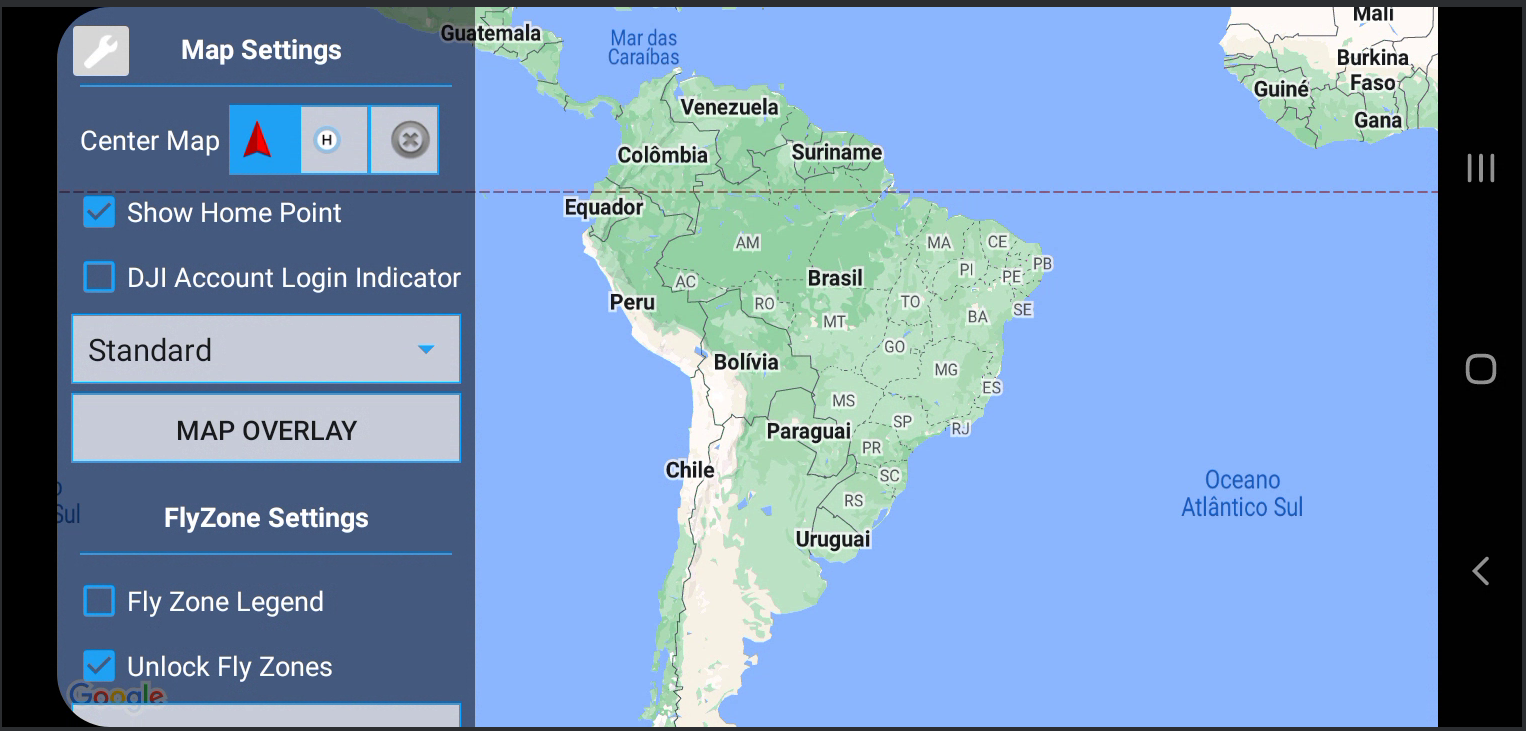 Map Settings
Center Map
H
Show Home Point
DJI Account Login Indicator
Standard
MAP OVERLAY
Sul
FlyZone Settings
Fly Zone Legend
Unlock Fly Zones
Google
Guatemala
Mar das
Caraíbas
Venezuela
Colômbia
Suriname
Equador
AM
MA
CE
PB
PI
PE
AC
Brasil
Peru
RO
TO
SE
MT
BA
GO
Bolívia
MG
ES
MS
SP
RJ
Paraguai
PR
Chile
SC
RS
Uruguai
Oceano
Atlântico Sul
Mali
Burkina
Faso
Guiné
Gana